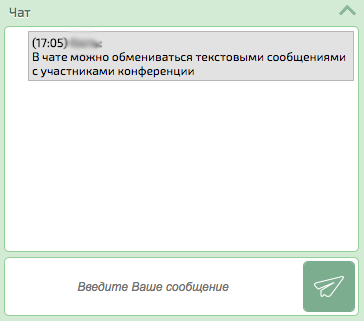 Чат
(17:05)
В чате можно обмениваться текстовыми сообщениями
с участниками конференции
Введите Ваше сообщение